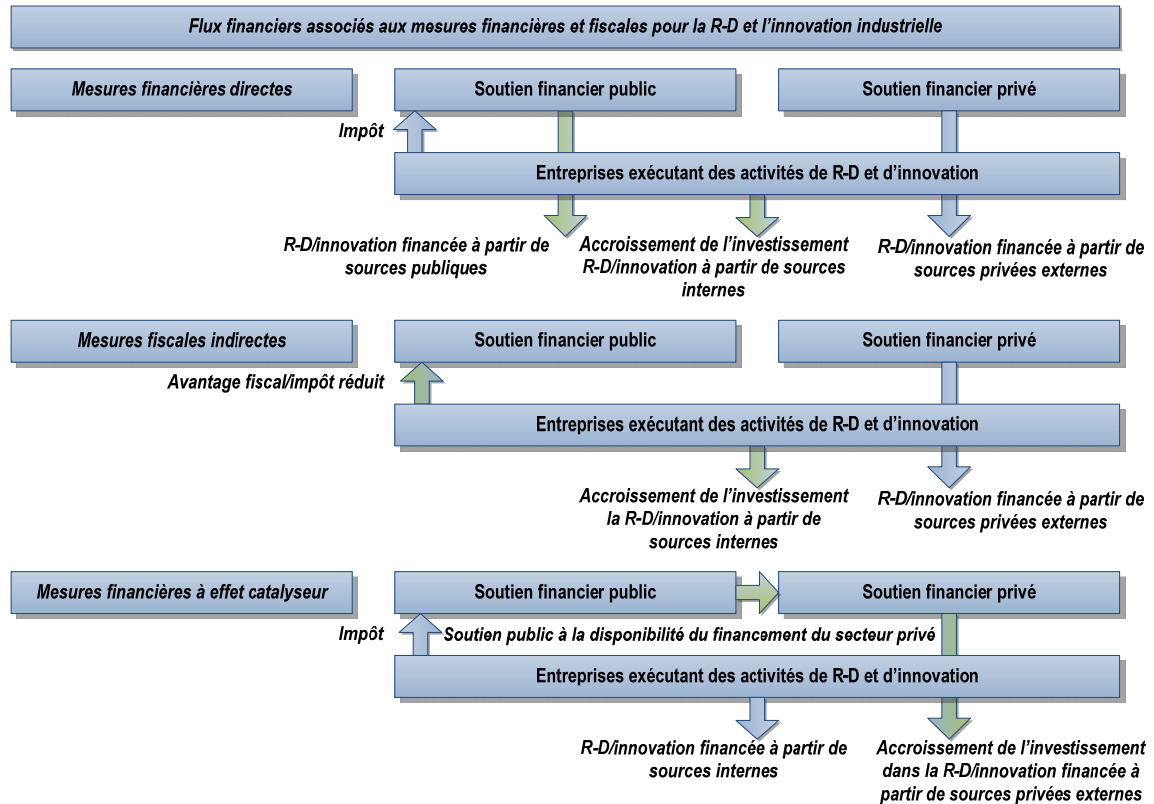 Flux financiers associés aux mesures financières et fiscales pour la R-D et l'innovation industrielle
Mesures financières directes
Soutien financier public
Soutien financier privé
Impôt
Entreprises exécutant des activités de R-D et d'innovation
R-D/innovation financée à partir de
sources publiques
Accroissement de l'investissement
R-D/innovation à partir de sources
internes
R-D/innovation financée à partir de
sources privées externes
Mesures fiscales indirectes
Soutien financier public
Soutien financier privé
Avantage fiscal/impôt réduit
Entreprises exécutant des activités de R-D et d'innovation
Accroissement de l'investissement
la R-D/innovation à partir de
sources internes
R-D/innovation financée à partir de
sources privées externes
Mesures financières à effet catalyseur
Soutien financier public
Soutien financier privé
Impôt
Soutien public à la disponibilité du financement du secteur privé
Entreprises exécutant des activités de R-D et d'innovation
R-D/innovation financée à partir de
sources internes
Accroissement de l'investissement
dans la R-D/innovation financée à
partir de sources privées externes